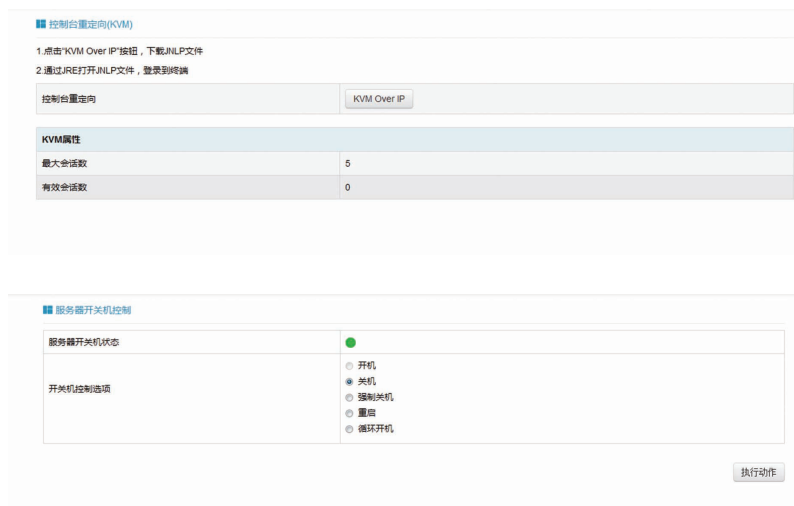 控制台重定向(KVM)
1.点击"KVM Over IP"按钮，下载JNLP文件
2.通过JRE打开JNLP文件，登录到终端
控制台重定向 KVM Over IP
KVM属性
最大会话数 5
有效会话数 0
服务器开关机控制
服务器开关机状态
开机
关机
开关机控制选项
强制关机
重启
循环开机
执行动作